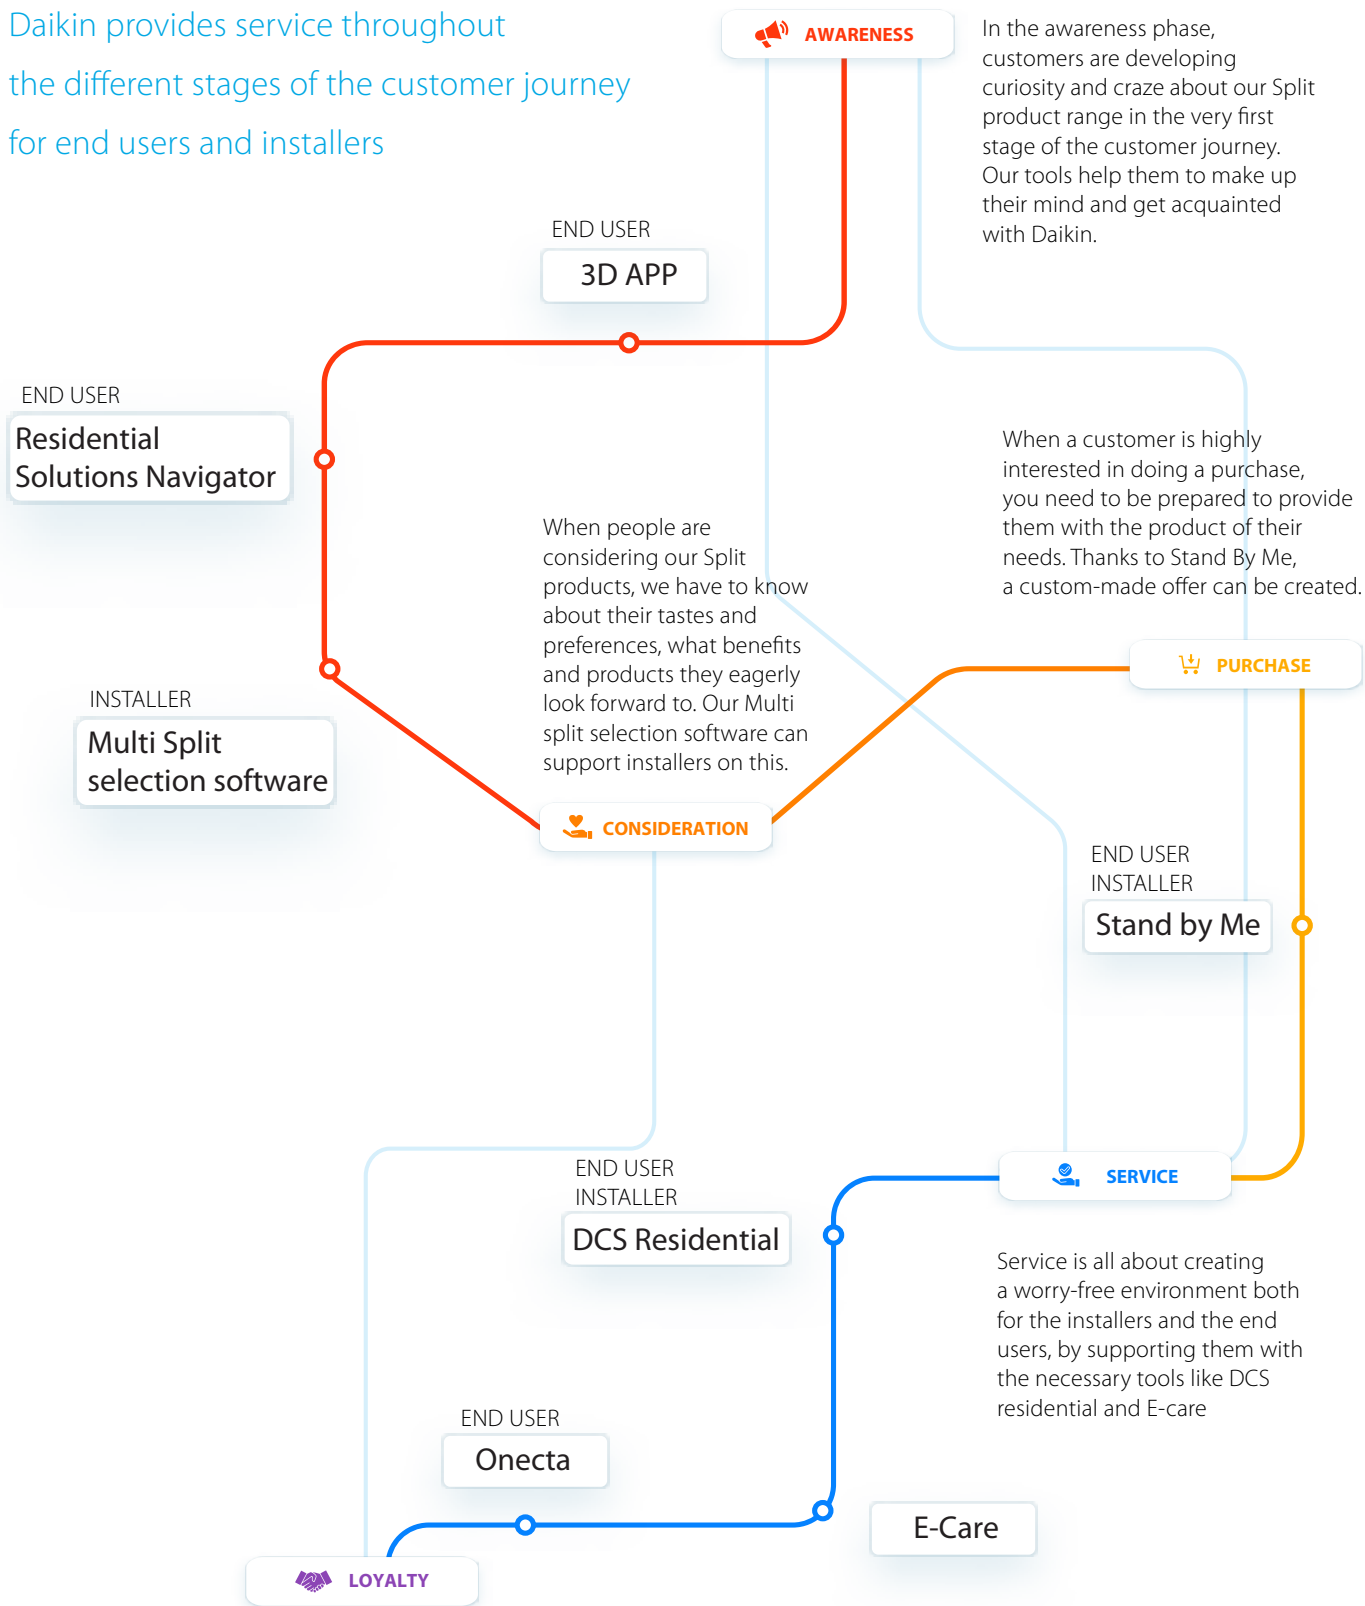 Daikin provides service throughout
the different stages of the customer journey
for end users and installers
AWARENESS
In the awareness phase,
customers are developing
curiosity and craze about our Split
product range in the very first
stage of the customer journey.
Our tools help them to make up
their mind and get acquainted
with Daikin.
END USER
3D APP
END USER
Residential
Solutions Navigator
INSTALLER
Multi Split
selection software
When people are
considering our Split
products, we have to know
about their tastes and
preferences, what benefits
and products they eagerly
look forward to. Our Multi
split selection software can
support installers on this.
CONSIDERATION
When a customer is highly
interested in doing a purchase,
you need to be prepared to provide
them with the product of their
needs. Thanks to Stand By Me,
a custom-made offer can be created.
PURCHASE
END USER
INSTALLER
Stand by Me
SERVICE
Service is all about creating
a worry-free environment both
for the installers and the end
users, by supporting them with
the necessary tools like DCS
residential and E-care
END USER
INSTALLER
DCS Residential
E-Care
END USER
Onecta
LOYALTY